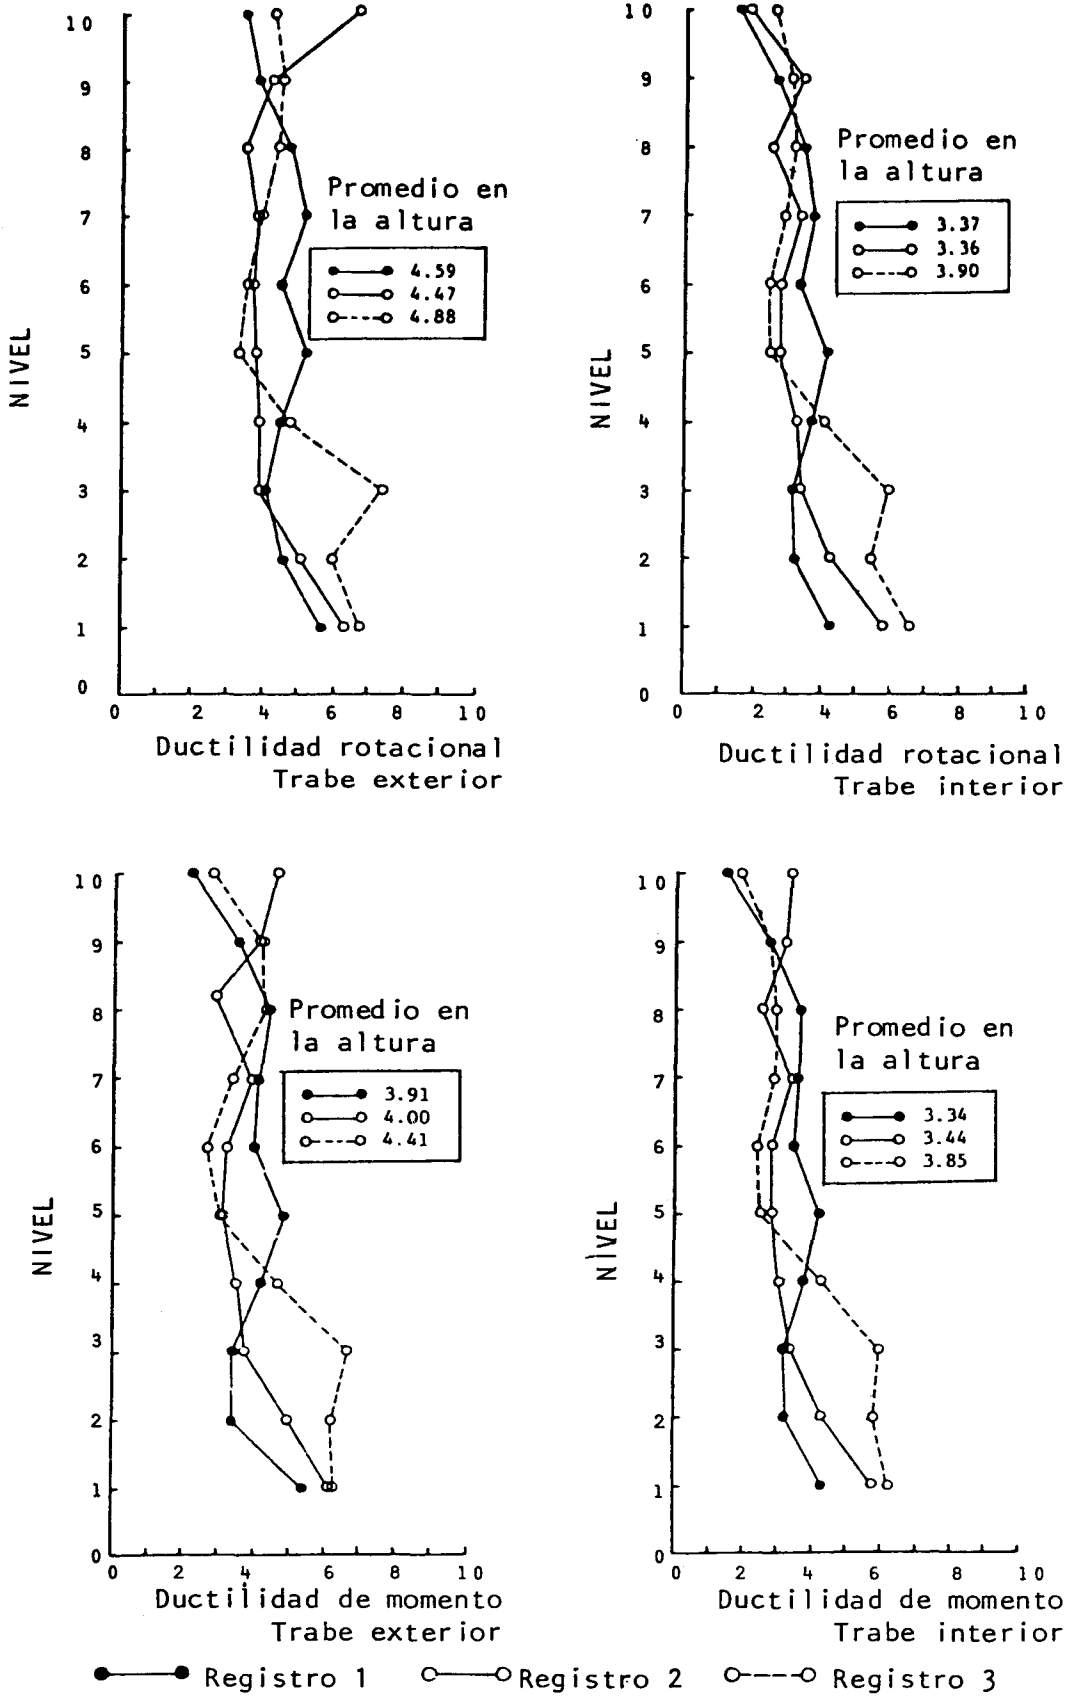 10
9
8
7
6
5
4
3
2
1
0
NIVEL
Promedio en
la altura
4.59
4.47
4.88
0 2 4 6 8 10
Ductilidad rotacional
Trabe exterior
10
9
8
7
6
5
4
3
2
1
0
NIVEL
Promedio en
la altura
3.37
3.36
3.90
0 2 4 6 8 10
Ductilidad rotacional
Trabe interior
10
9
8
7
6
5
4
3
2
1
0
NIVEL
Promedio en
la altura
3.91
4.00
4.41
0 2 4 6 8 10
Ductilidad de momento
Trabe exterior
10
9
8
7
6
5
4
3
2
1
0
NIVEL
Promedio en
la altura
3.34
3.44
3.85
0 2 4 6 8 10
Ductilidad de momento
Trabe interior
Registro 1 Registro 2 Registro 3